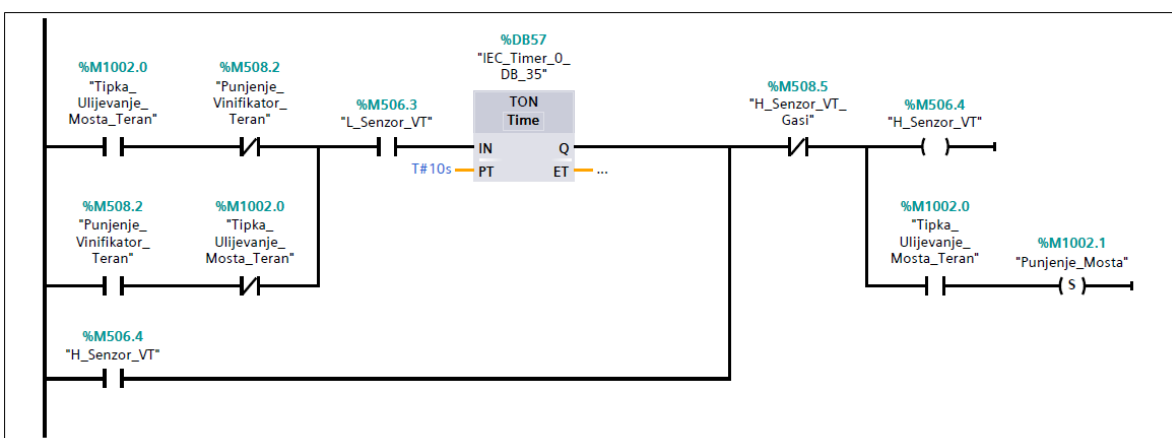 %DB57
"IEC_Timer_0_
DB_35"
TON
Time
IN
Q
T#10s
PT
ET
...
%M1002.0
"Tipka_
Ulijevanje_
Mosta_Teran"
%M508.2
"Punjenje_
Vinifikator_
Teran"
%M506.3
"L_Senzor_VT"
%M508.5
"H_Senzor_VT_
Gasi"
%M506.4
"H_Senzor_VT"
%M508.2
"Punjenje_
Vinifikator_
Teran"
%M1002.0
"Tipka_
Ulijevanje_
Mosta_Teran"
%M1002.0
"Tipka_
Ulijevanje_
Mosta_Teran"
%M1002.1
"Punjenje_Mosta"
S
%M506.4
"H_Senzor_VT"